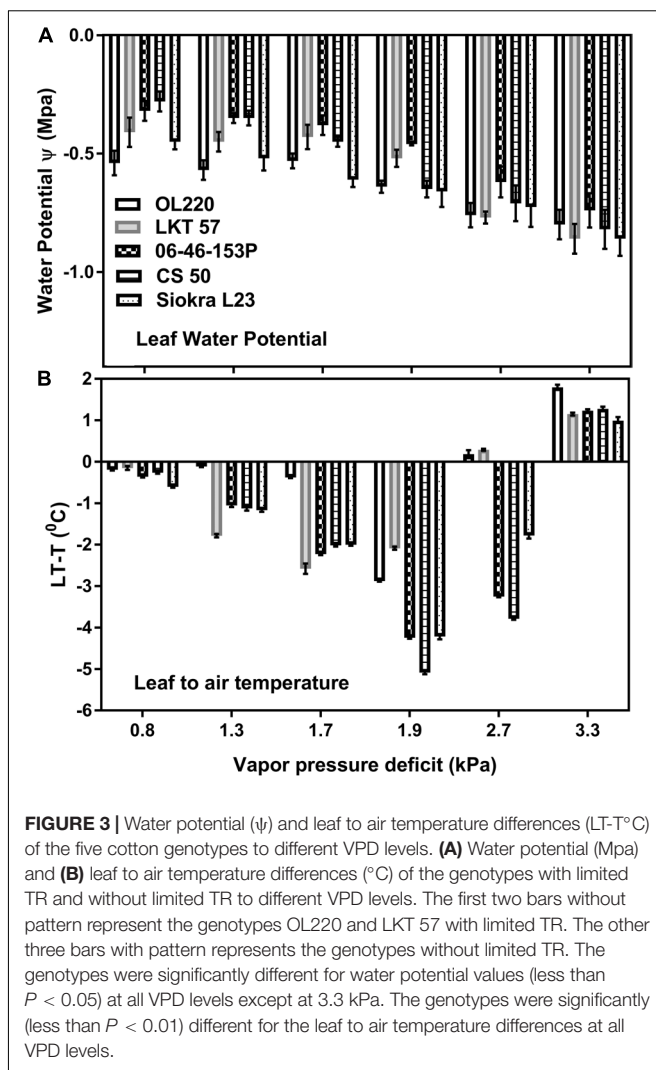 A
0.0
-0.5
-1.0
Water Potential ψ (Mpa)
OL220
LKT 57
06-46-153P
CS 50
Siokra L23
Leaf Water Potential
B
2
1
0
-1
-2
-3
-4
-5
-6
LT-T (⁰C)
Leaf to air temperature
0.8 1.3 1.7 1.9 2.7 3.3
Vapor pressure deficit (kPa)
FIGURE 3 | Water potential (ψ) and leaf to air temperature differences (LT-T°C)
of the five cotton genotypes to different VPD levels. (A) Water potential (Mpa)
and (B) leaf to air temperature differences (°C) of the genotypes with limited
TR and without limited TR to different VPD levels. The first two bars without
pattern represent the genotypes OL220 and LKT 57 with limited TR. The other
three bars with pattern represents the genotypes without limited TR. The
genotypes were significantly different for water potential values (less than
P < 0.05) at all VPD levels except at 3.3 kPa. The genotypes were significantly
(less than P < 0.01) different for the leaf to air temperature differences at all
VPD levels.